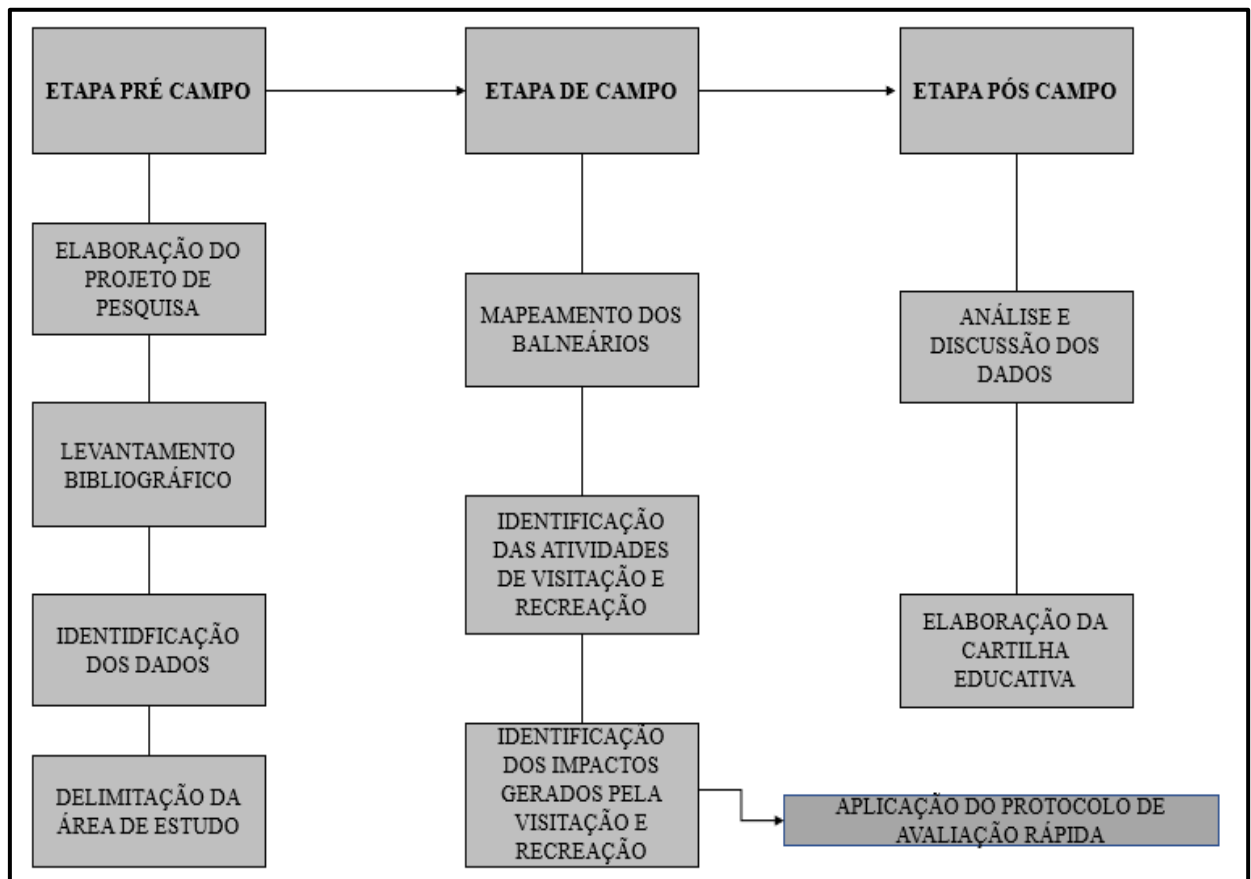 ETAPA PRÉ CAMPO
ETAPA DE CAMPO
ETAPA PÓS CAMPO
ELABORAÇÃO DO
PROJETO DE
PESQUISA
LEVANTAMENTO
BIBLIOGRÁFICO
IDENTIDFICAÇÃO
DOS DADOS
DELIMITAÇÃO DA
ÁREA DE ESTUDO
MAPEAMENTO DOS
BALNEÁRIOS
IDENTIFICAÇÃO
DAS ATIVIDADES
DE VISITAÇÃO E
RECREAÇÃO
IDENTIFICAÇÃO
DOS IMPACTOS
GERADOS PELA
VISITAÇÃO E
RECREAÇÃO
APLICAÇÃO DO PROTOCOLO DE
AVALIAÇÃO RÁPIDA
ANÁLISE E
DISCUSSÃO DOS
DADOS
ELABORAÇÃO DA
CARTILHA
EDUCATIVA